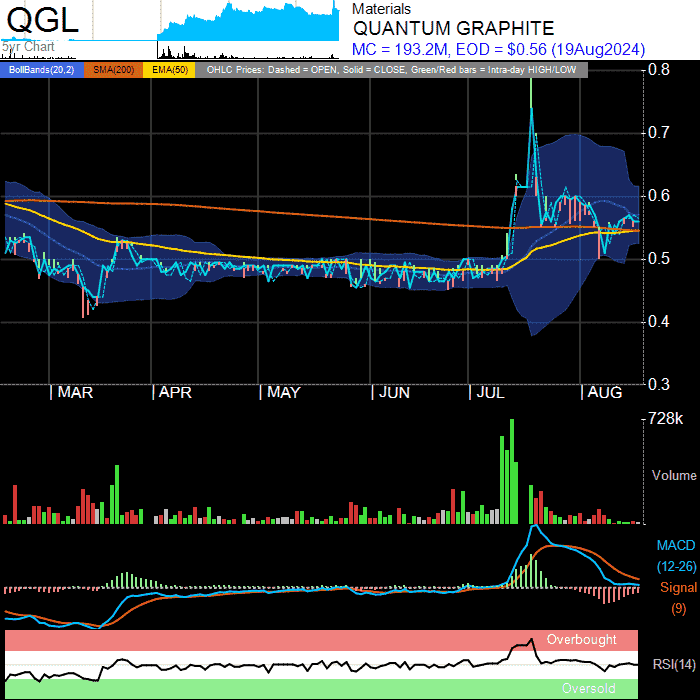 QGL
5yr Chart
Materials
QUANTUM GRAPHITE
MC = 193.2M, EOD = $0.56 (19Aug2024)
BollBands(20,2) SMA(200) EMA(50) OHLC Prices: Dashed = OPEN, Solid = CLOSE, Green/Red bars = Intra-day HIGH/LOW
0.8
0.7
0.6
0.5
0.4
0.3
MAR APR MAY JUN JUL AUG
728k
Volume
MACD
(12-26)
Signal
(9)
Overbought
RSI(14)
Oversold